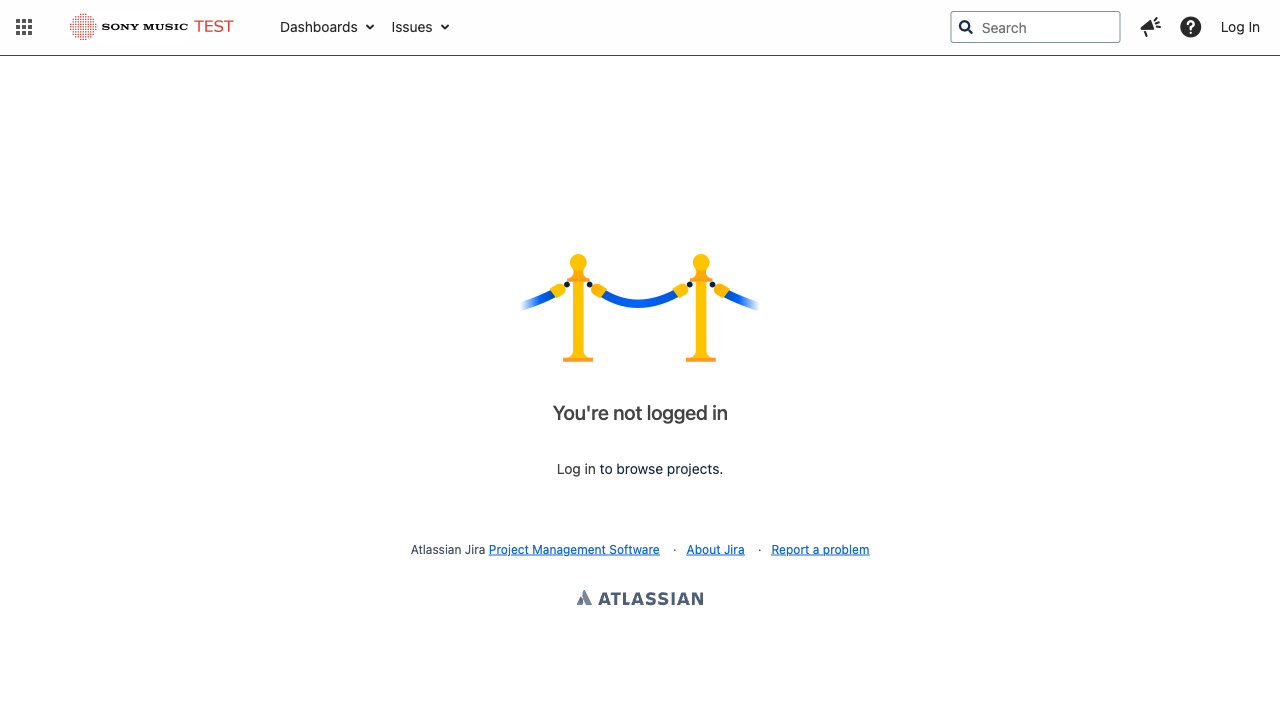 SONY MUSIC TEST
Dashboards
Issues
Search
Log In
You're not logged in
Log in to browse projects.
Atlassian Jira Project Management Software · About Jira · Report a problem
ATLASSIAN